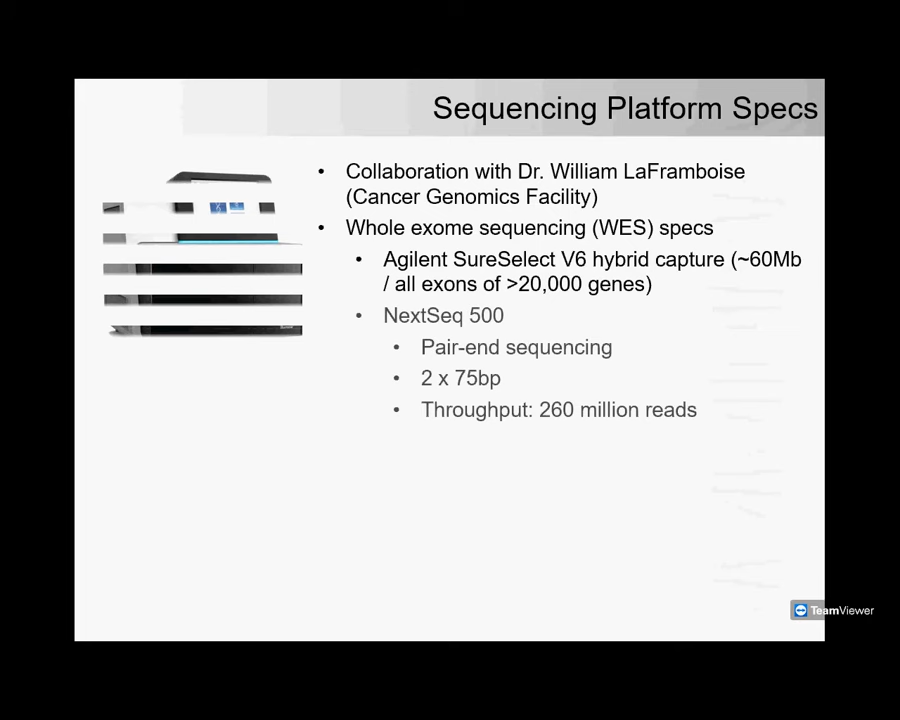 Sequencing Platform Specs
• Collaboration with Dr. William LaFramboise
(Cancer Genomics Facility)
• Whole exome sequencing (WES) specs
• Agilent SureSelect V6 hybrid capture (~60Mb
/ all exons of >20,000 genes)
• NextSeq 500
• Pair-end sequencing
• 2 x 75bp
• Throughput: 260 million reads
TeamViewer